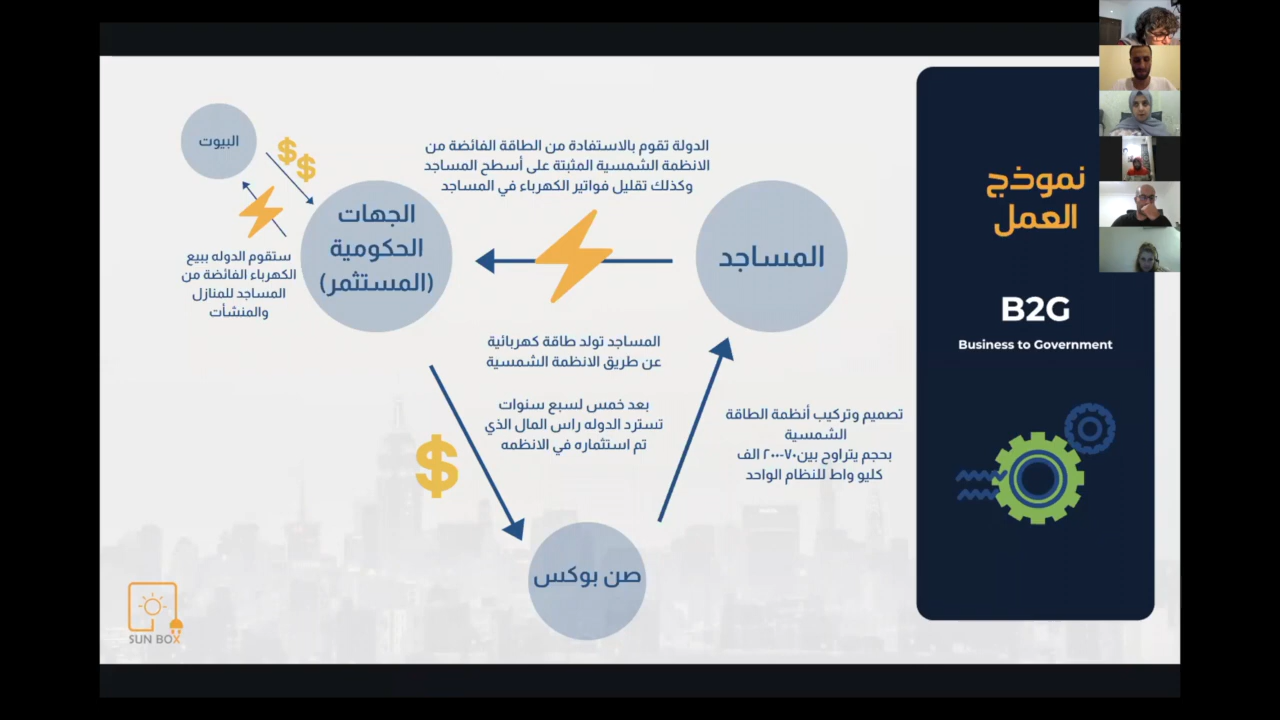 نموذج
العمل
B2G
Business to Government
البيوت
الدولة تقوم بالاستفادة من الطاقة الفائضة من
الانظمة الشمسية المثبتة على أسطح المساجد
وكذلك تقليل فواتير الكهرباء في المساجد
المساجد
الجهات
الحكومية
(المستثمر)
ستقوم الدوله ببيع
الكهرباء الفائضة من
المساجد للمنازل
والمنشأت
المساجد تولد طاقة كهربائية
عن طريق الانظمة الشمسية
بعد خمس لسبع سنوات
تسترد الدوله راس المال الذي
تم استثماره في الانظمه
تصميم وتركيب أنظمة الطاقة
الشمسية
بحجم يتراوح بين٧٠-٢٠٠ الف
كليو واط للنظام الواحد
صن بوكس
SUN BOX